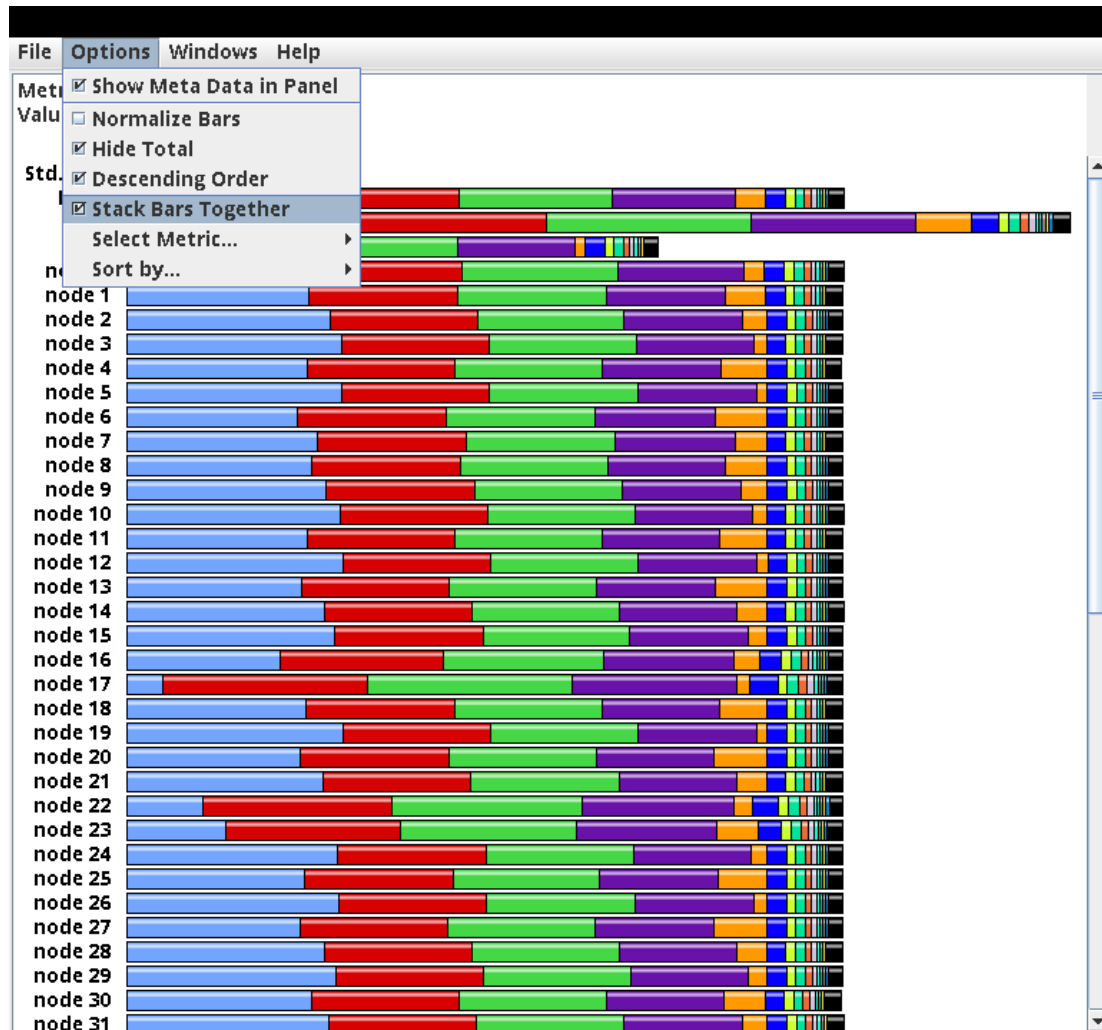 File Options Windows Help
Metr
Show Meta Data in Panel
Valu
Normalize Bars
Hide Total
Std.
Descending Order
Stack Bars Together
Select Metric...
Sort by...
node 1
node 2
node 3
node 4
node 5
node 6
node 7
node 8
node 9
node 10
node 11
node 12
node 13
node 14
node 15
node 16
node 17
node 18
node 19
node 20
node 21
node 22
node 23
node 24
node 25
node 26
node 27
node 28
node 29
node 30
node 31